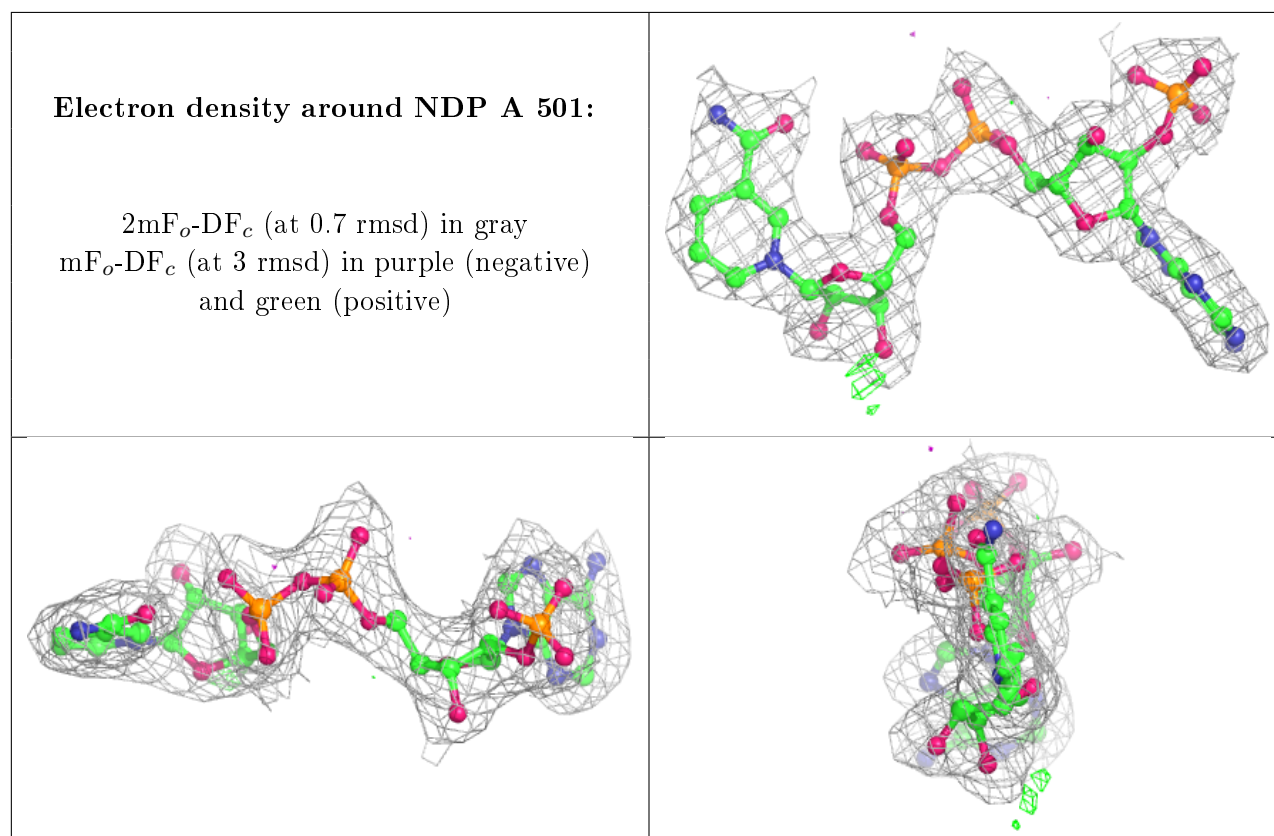 Electron density around NDP A 501:
2mFₒ-DF𝒸 (at 0.7 rmsd) in gray
mFₒ-DF𝒸 (at 3 rmsd) in purple (negative)
and green (positive)